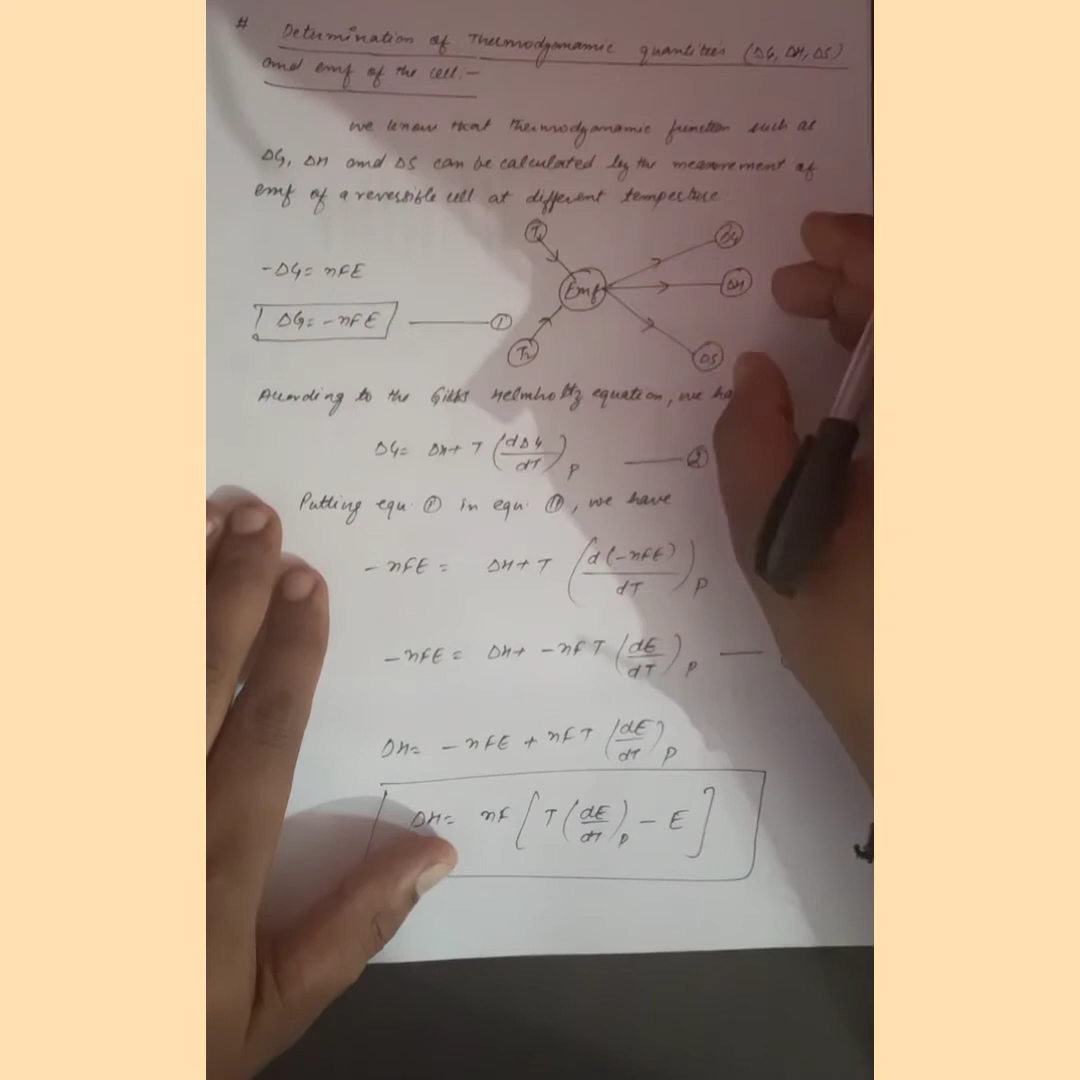 # Determination of Thermodynamic quantities (ΔG, ΔH, ΔS)
and emf of the cell:-
we know that thermodynamic function such as
ΔG, ΔH and ΔS can be calculated by the measurement of
emf of a reversible cell at different temperture
-ΔG = nFE
ΔG = -nFE ——— ①
T₁
T₂
Emf
ΔG
ΔH
ΔS
According to the Gibbs Helmholtz equation, we ha
ΔG = ΔH + T (dΔG/dT)P ——— ②
Putting equ. ① in equ. ⑪, we have
-nFE = ΔH + T (d(-nFE)/dT)P
-nFE = ΔH + -nFT (dE/dT)P ——
ΔH = -nFE + nFT (dE/dT)P
ΔH = nF [T(dE/dT)P - E]